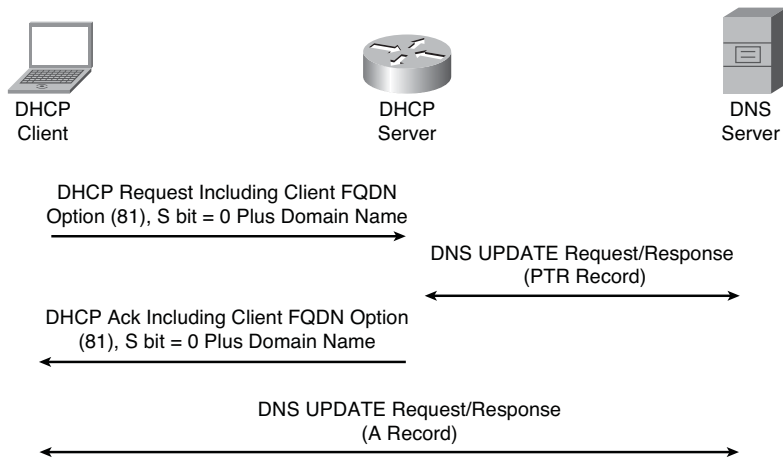 DHCP
Client
DHCP
Server
DNS
Server
DHCP Request Including Client FQDN
Option (81), S bit = 0 Plus Domain Name
DNS UPDATE Request/Response
(PTR Record)
DHCP Ack Including Client FQDN Option
(81), S bit = 0 Plus Domain Name
DNS UPDATE Request/Response
(A Record)